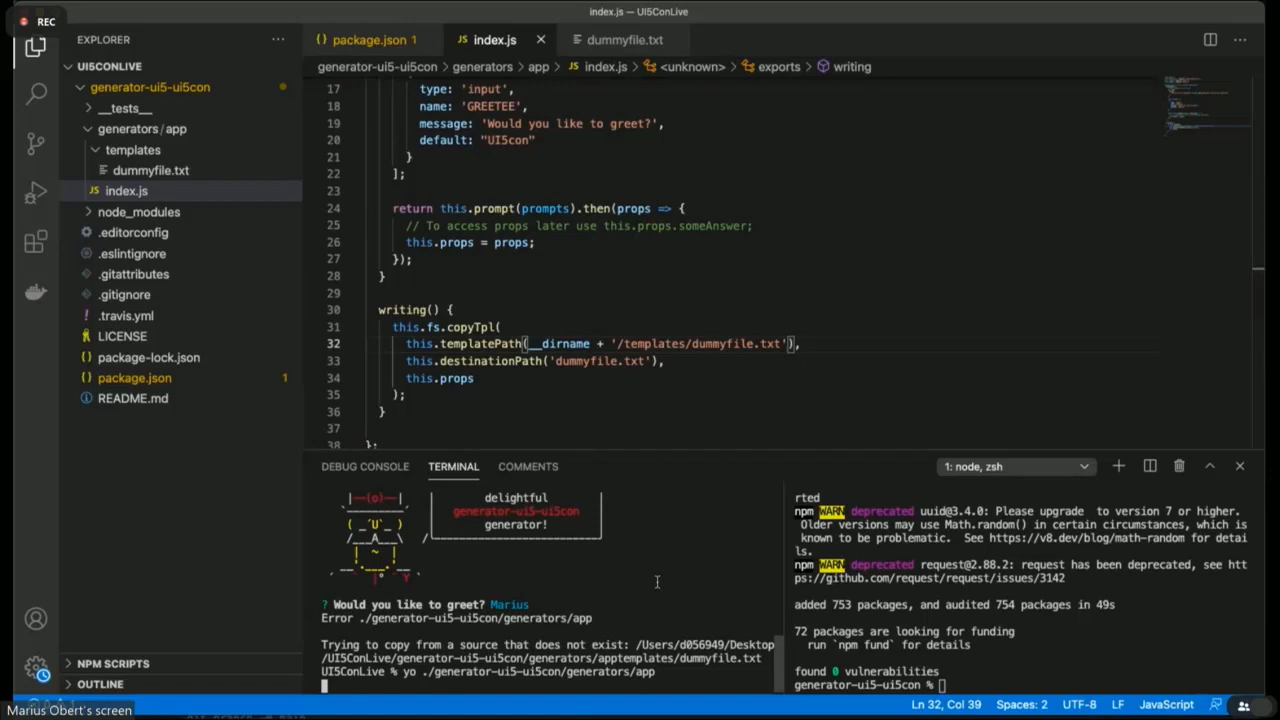 REC
index.js — UI5ConLive
EXPLORER
UI5CONLIVE
generator-ui5-ui5con
__tests__
generators/app
templates
dummyfile.txt
JS index.js
node_modules
.editorconfig
.eslintignore
.gitattributes
.gitignore
! .travis.yml
LICENSE
{} package-lock.json
{} package.json 1
README.md
NPM SCRIPTS
OUTLINE
Marius Obert's screen
{} package.json 1
JS index.js
dummyfile.txt
generator-ui5-ui5con > generators > app > JS index.js > <unknown> > exports > writing
17 type: 'input',
18 name: 'GREETEE',
19 message: 'Would you like to greet?',
20 default: "UI5con"
21 }
22 ];
23
24 return this.prompt(prompts).then(props => {
25 // To access props later use this.props.someAnswer;
26 this.props = props;
27 });
28 }
29
30 writing() {
31 this.fs.copyTpl(
32 this.templatePath(__dirname + '/templates/dummyfile.txt'),
33 this.destinationPath('dummyfile.txt'),
34 this.props
35 );
36 }
37
38 };
DEBUG CONSOLE TERMINAL COMMENTS
1: node, zsh
delightful
generator-ui5-ui5con
generator!
? Would you like to greet? Marius
Error ./generator-ui5-ui5con/generators/app
Trying to copy from a source that does not exist: /Users/d056949/Desktop
/UI5ConLive/generator-ui5-ui5con/generators/apptemplates/dummyfile.txt
UI5ConLive % yo ./generator-ui5-ui5con/generators/app
rted
npm WARN deprecated uuid@3.4.0: Please upgrade  to version 7 or higher.
Older versions may use Math.random() in certain circumstances, which is
known to be problematic.  See https://v8.dev/blog/math-random for detai
ls.
npm WARN deprecated request@2.88.2: request has been deprecated, see htt
ps://github.com/request/request/issues/3142
added 753 packages, and audited 754 packages in 49s
72 packages are looking for funding
run `npm fund` for details
found 0 vulnerabilities
generator-ui5-ui5con %
Ln 32, Col 39 Spaces: 2 UTF-8 LF JavaScript